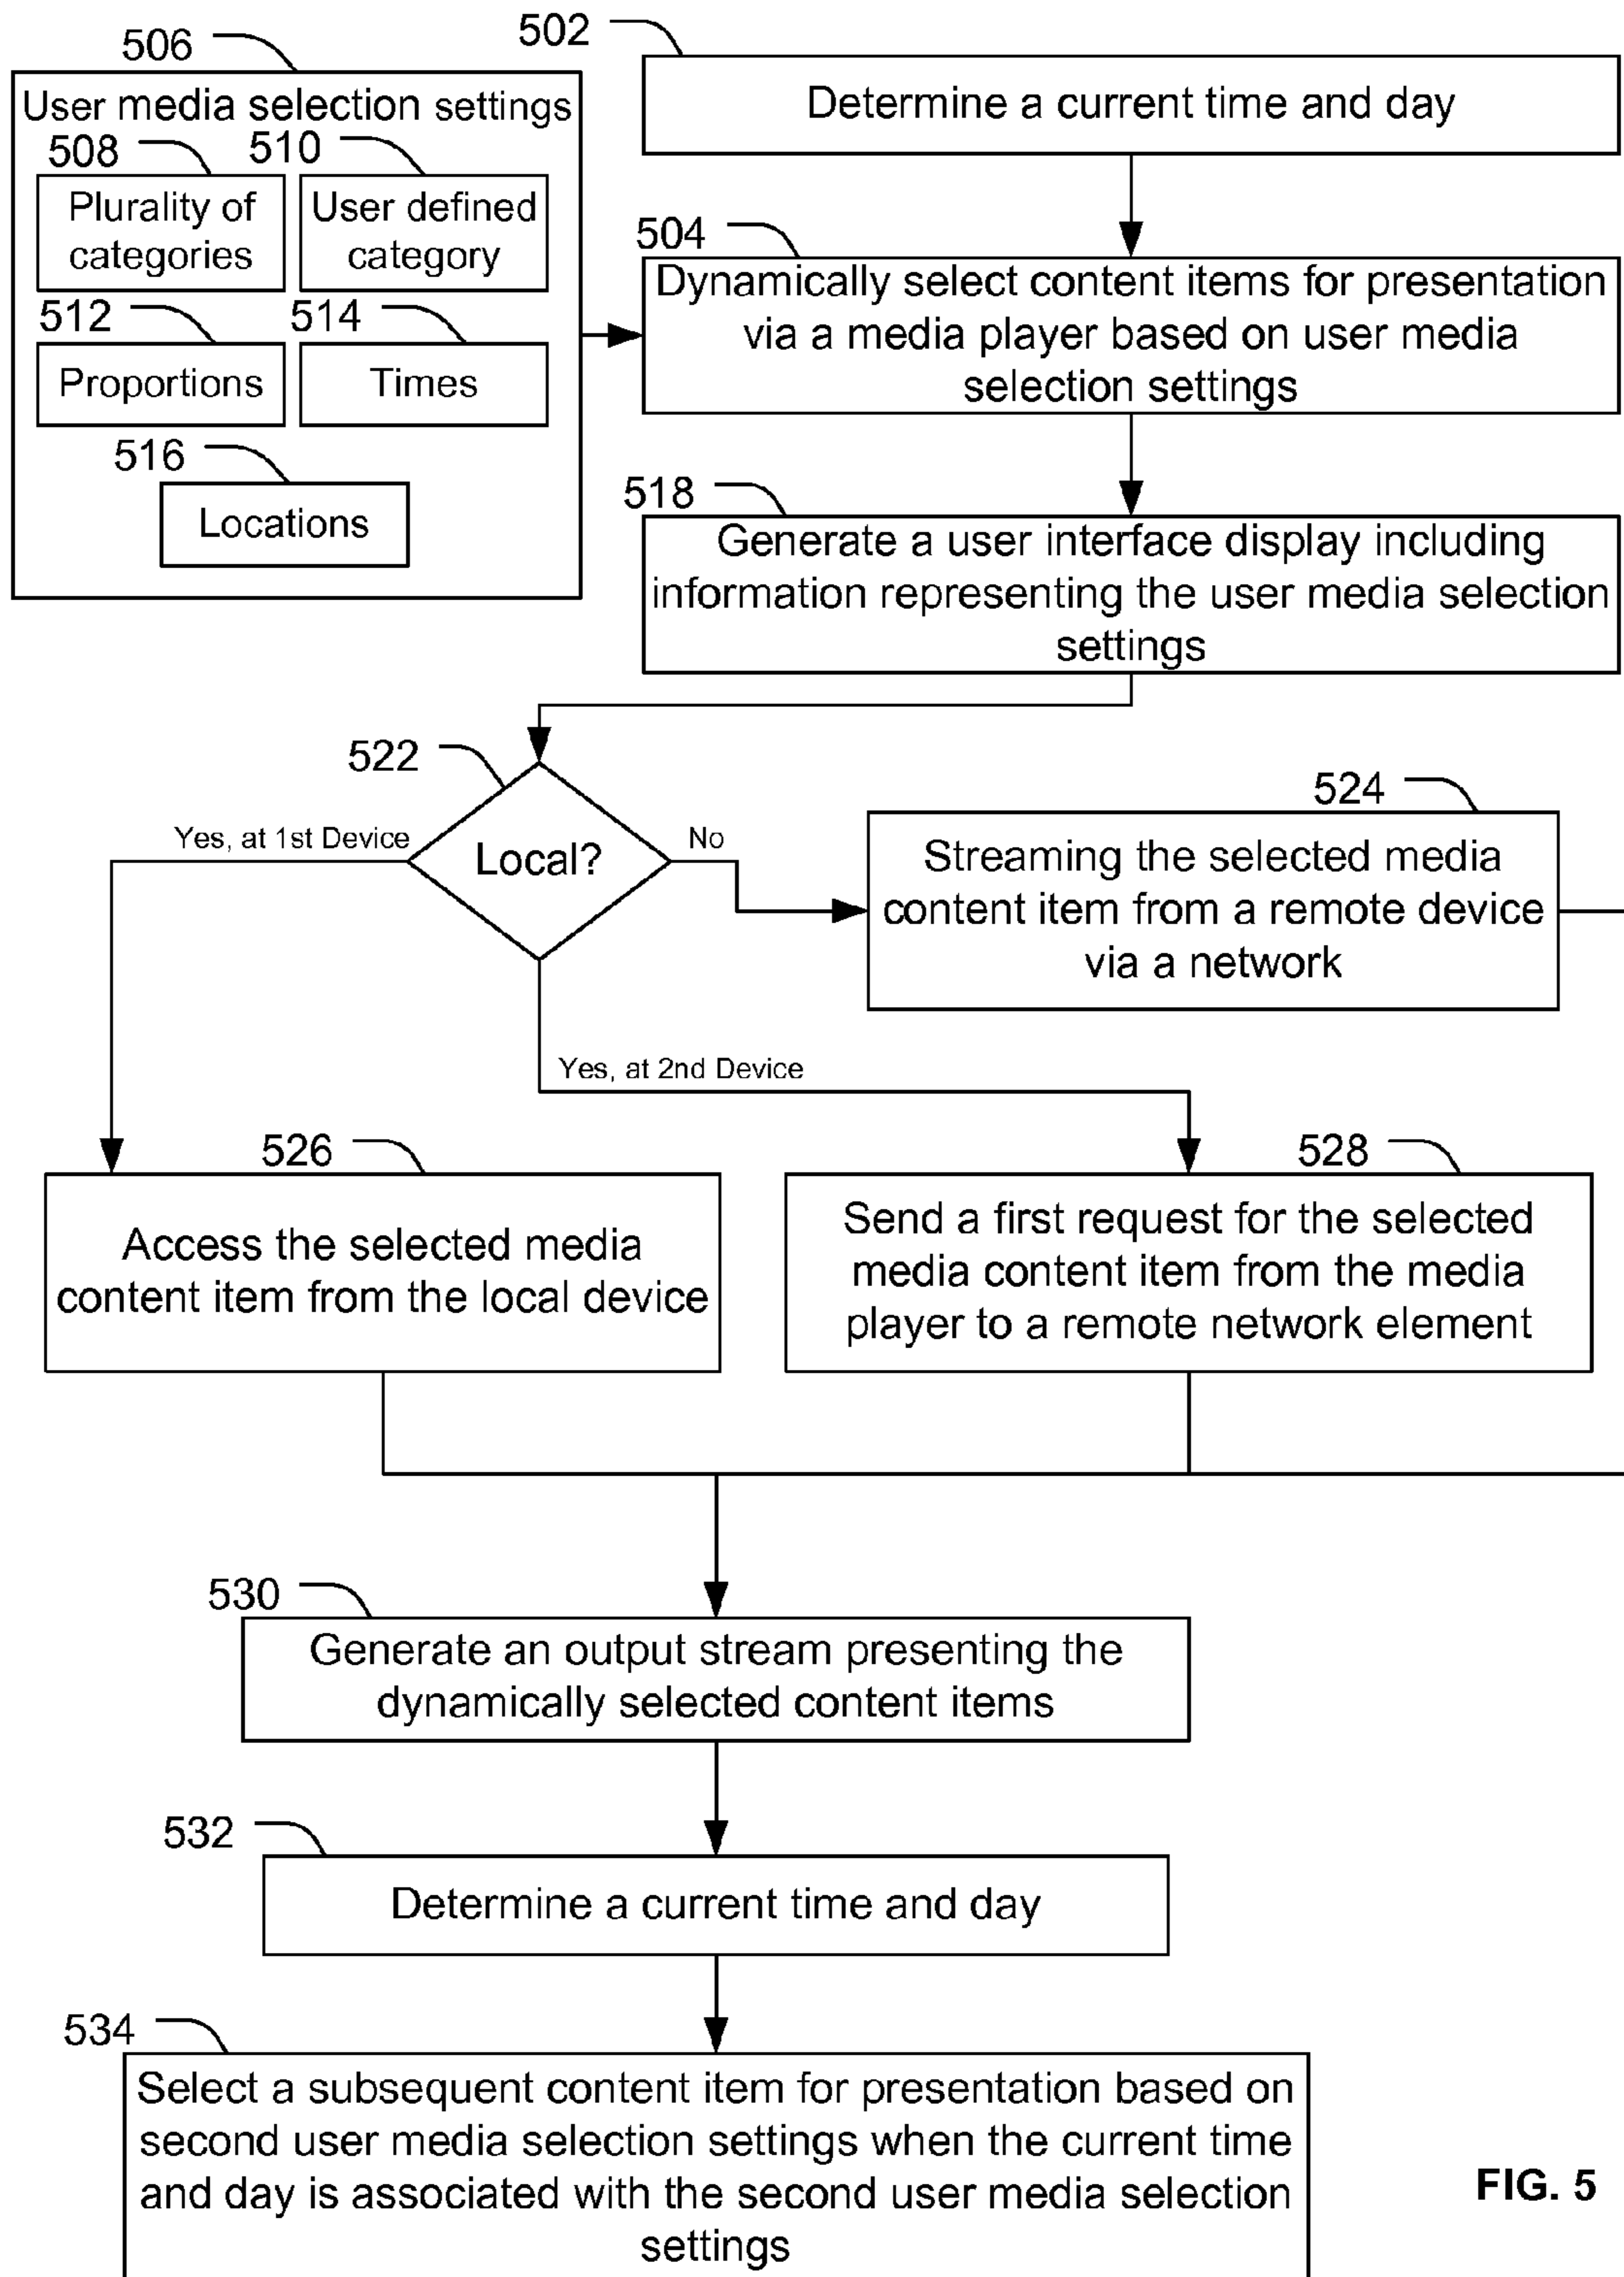 506
502
User media selection settings
508
510
Plurality of
categories
User defined
category
512
514
Proportions
Times
516
Locations
Determine a current time and day
504
Dynamically select content items for presentation
via a media player based on user media
selection settings
518
Generate a user interface display including
information representing the user media selection
settings
522
Local?
Yes, at 1st Device
No
524
Streaming the selected media
content item from a remote device
via a network
Yes, at 2nd Device
526
Access the selected media
content item from the local device
528
Send a first request for the selected
media content item from the media
player to a remote network element
530
Generate an output stream presenting the
dynamically selected content items
532
Determine a current time and day
534
Select a subsequent content item for presentation based on
second user media selection settings when the current time
and day is associated with the second user media selection
settings
FIG. 5